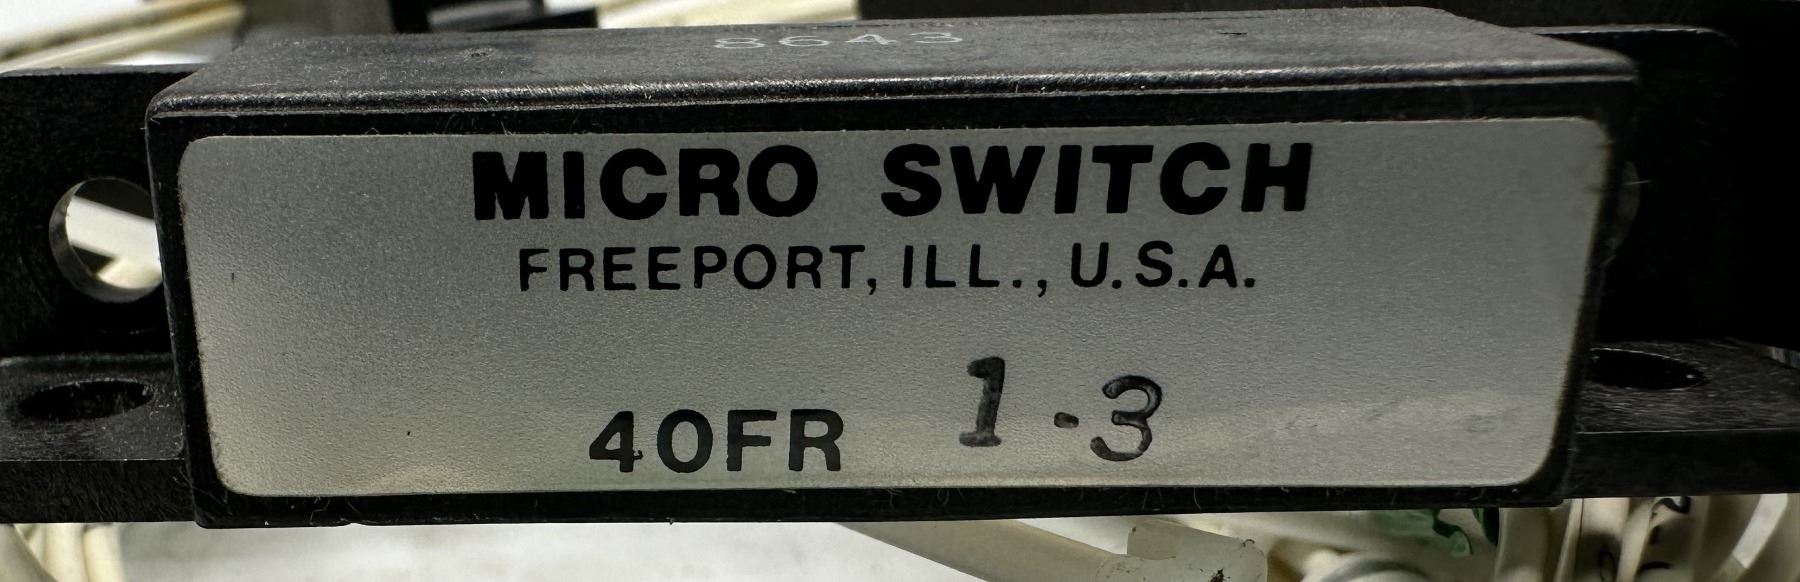 8643
MICRO SWITCH
FREEPORT, ILL., U.S.A.
40FR 1-3